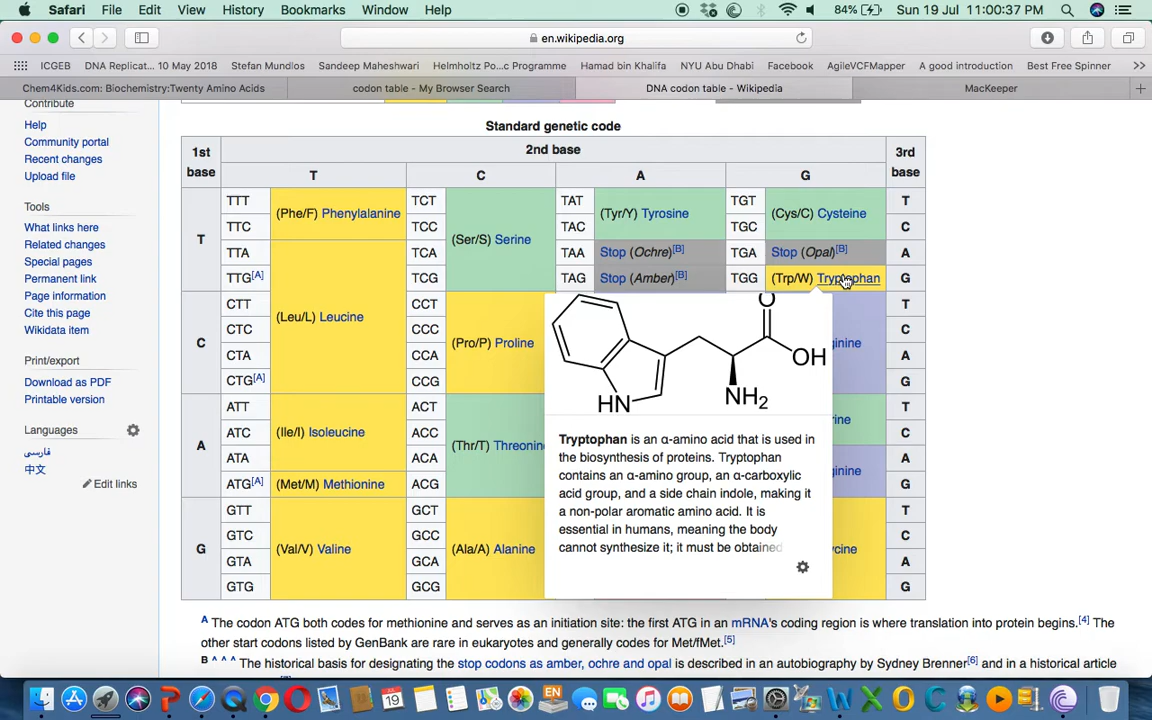 Safari File Edit View History Bookmarks Window Help 84% Sun 19 Jul 11:00:37 PM
en.wikipedia.org
ICGEB DNA Replicat... 10 May 2018 Stefan Mundlos Sandeep Maheshwari Helmholtz Po...c Programme Hamad bin Khalifa NYU Abu Dhabi Facebook AgileVCFMapper A good introduction Best Free Spinner >>
Chem4Kids.com: Biochemistry:Twenty Amino Acids codon table - My Browser Search DNA codon table - Wikipedia MacKeeper +
Contribute
Help
Community portal
Recent changes
Upload file
Tools
What links here
Related changes
Special pages
Permanent link
Page information
Cite this page
Wikidata item
Print/export
Download as PDF
Printable version
Languages
فارسی
中文
Edit links
Standard genetic code
1st base 2nd base 3rd base
T C A G
T TTT (Phe/F) Phenylalanine TCT (Ser/S) Serine TAT (Tyr/Y) Tyrosine TGT (Cys/C) Cysteine T
TTC TCC TAC TGC C
TTA (Leu/L) Leucine TCA TAA Stop (Ochre)[B] TGA Stop (Opal)[B] A
TTG[A] TCG TAG Stop (Amber)[B] TGG (Trp/W) Tryptophan G
C CTT CCT (Pro/P) Proline T
CTC CCC C
CTA CCA A
CTG[A] CCG G
A ATT (Ile/I) Isoleucine ACT (Thr/T) Threonin T
ATC ACC C
ATA ACA A
ATG[A] (Met/M) Methionine ACG G
G GTT (Val/V) Valine GCT (Ala/A) Alanine T
GTC GCC C
GTA GCA A
GTG GCG G
ginine
rine
ginine
cine
O
OH
NH2
HN
Tryptophan is an α-amino acid that is used in
the biosynthesis of proteins. Tryptophan
contains an α-amino group, an α-carboxylic
acid group, and a side chain indole, making it
a non-polar aromatic amino acid. It is
essential in humans, meaning the body
cannot synthesize it; it must be obtained
A The codon ATG both codes for methionine and serves as an initiation site: the first ATG in an mRNA's coding region is where translation into protein begins.[4] The
other start codons listed by GenBank are rare in eukaryotes and generally codes for Met/fMet.[5]
B ^ ^ ^ The historical basis for designating the stop codons as amber, ochre and opal is described in an autobiography by Sydney Brenner[6] and in a historical article